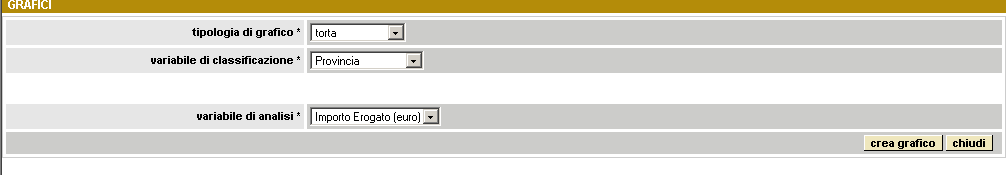 GRAFICI
tipologia di grafico * torta
variabile di classificazione * Provincia
variabile di analisi * Importo Erogato (euro)
crea grafico chiudi